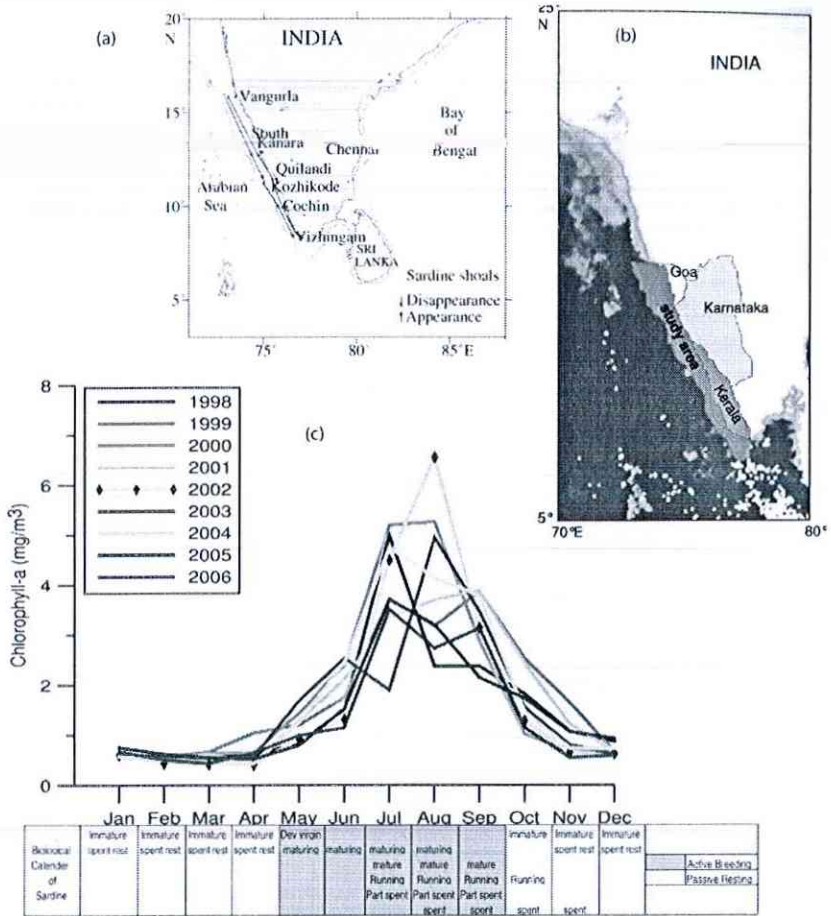 (a)
20°
N
INDIA
15°
10°
5°
Vangurla
South
Kanara
Chennai
Bay
of
Bengal
Quilandi
Kozhikode
Cochin
Arabian
Sea
Vizhingam
SRI
LANKA
Sardine shoals
↓Disappearance
↑Appearance
75°
80°
85°E
(b)
25°
N
INDIA
Goa
Karnataka
study area
Kerala
5°
70°E
80°
(c)
8
6
4
2
0
Chlorophyll-a (mg/m³)
1998
1999
2000
2001
2002
2003
2004
2005
2006
Jan Feb Mar Apr May Jun Jul Aug Sep Oct Nov Dec
Biological
Calender
of
Sardine
Immature
spent rest
Immature
spent rest
Immature
spent rest
Immature
spent rest
Dev virgin
maturing
maturing
maturing
mature
Running
Part spent
maturing
mature
Running
Part spent
spent
mature
Running
Part spent
spent
Immature
Running
spent
Immature
spent rest
spent
Immature
spent rest
Active Breeding
Passive Resting